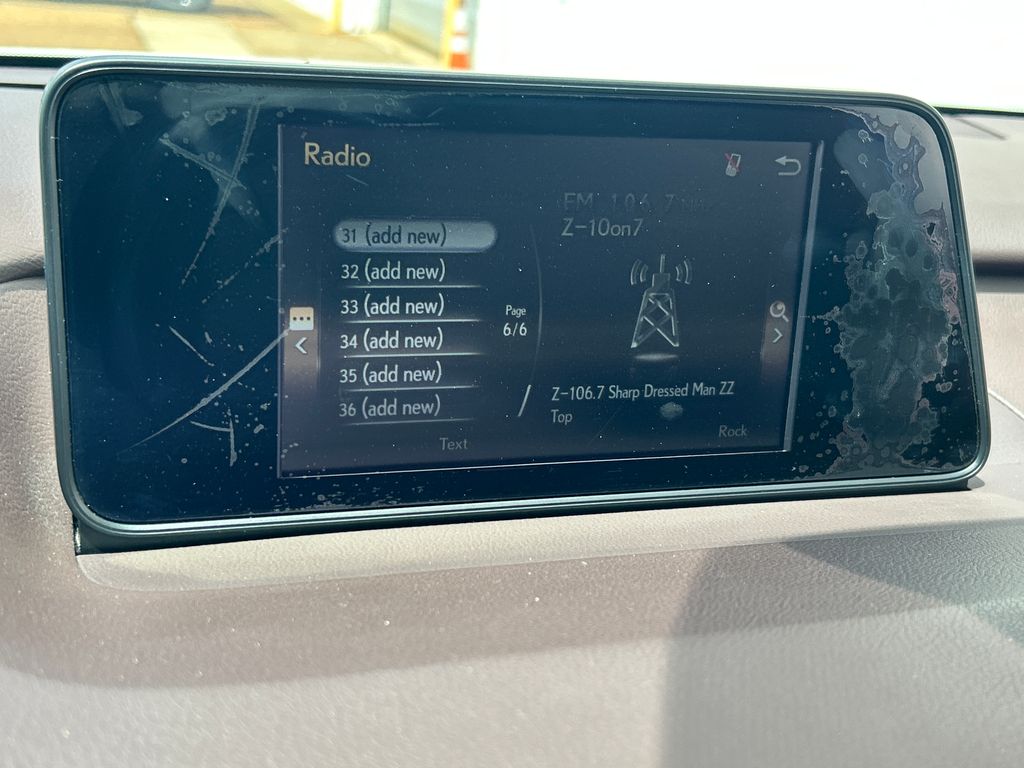 Radio
FM 106.7 MHz
Z-10on7
31 (add new)
32 (add new)
33 (add new)
34 (add new)
35 (add new)
36 (add new)
Page
6/6
Z-106.7 Sharp Dressed Man ZZ
Top
Text
Rock